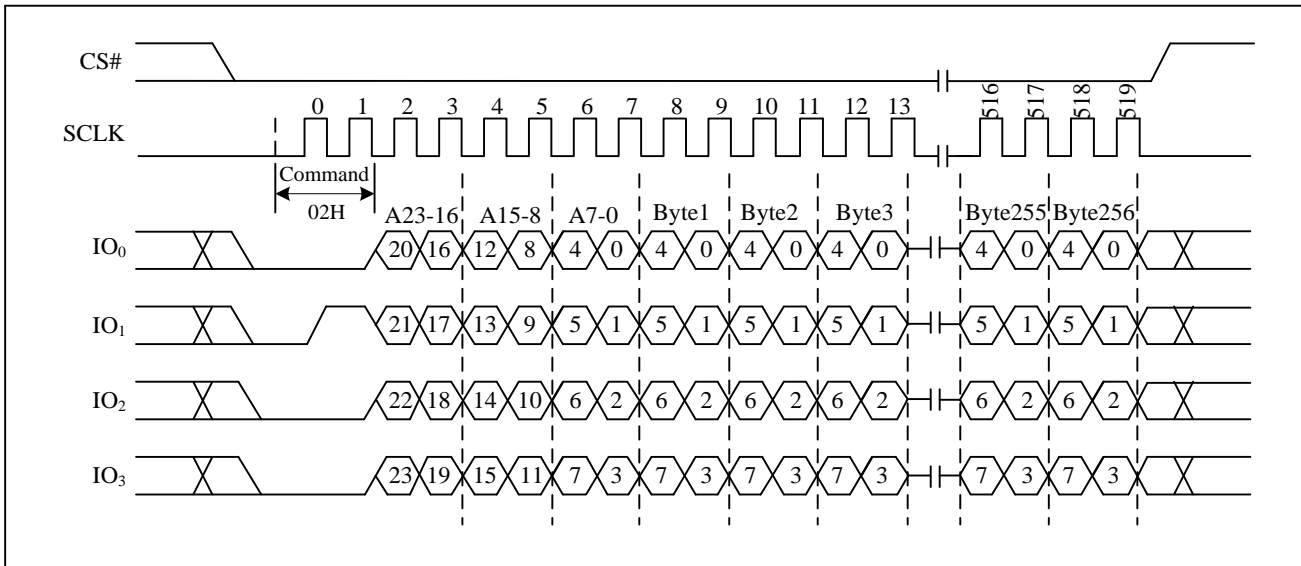 CS#
0 1 2 3 4 5 6 7 8 9 10 11 12 13 516 517 518 519
SCLK
Command
02H
A23-16 A15-8 A7-0 Byte1 Byte2 Byte3 Byte255 Byte256
IO₀ 20 16 12 8 4 0 4 0 4 0 4 0 4 0 4 0
IO₁ 21 17 13 9 5 1 5 1 5 1 5 1 5 1 5 1
IO₂ 22 18 14 10 6 2 6 2 6 2 6 2 6 2 6 2
IO₃ 23 19 15 11 7 3 7 3 7 3 7 3 7 3 7 3